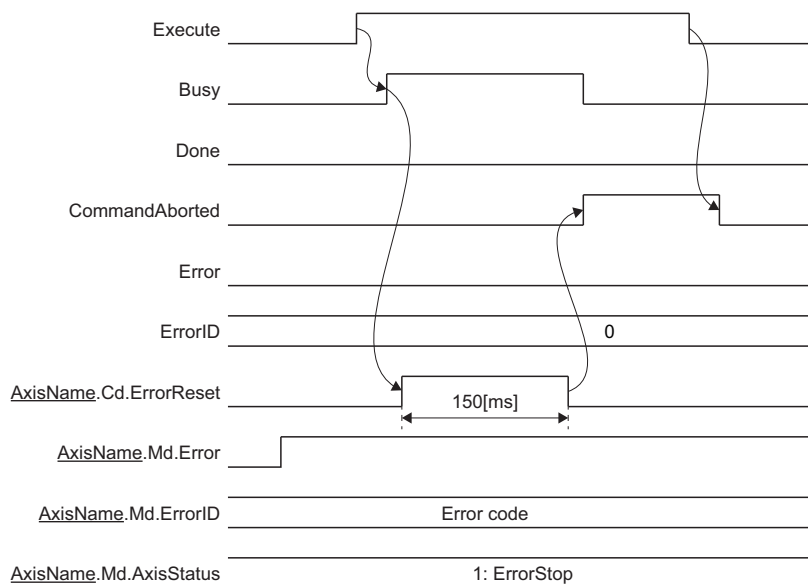 Execute
Busy
Done
CommandAborted
Error
ErrorID
0
AxisName.Cd.ErrorReset
150[ms]
AxisName.Md.Error
AxisName.Md.ErrorID
Error code
AxisName.Md.AxisStatus
1: ErrorStop